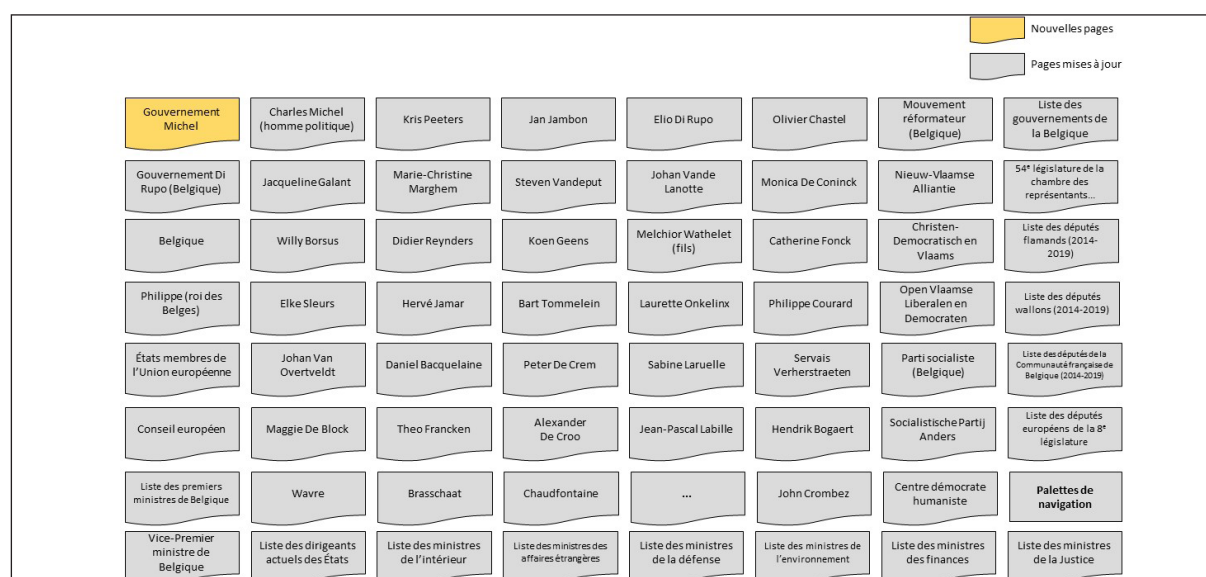 Nouvelles pages
Pages mises à jour
Gouvernement
Michel
Charles Michel
(homme politique)
Kris Peeters
Jan Jambon
Elio Di Rupo
Olivier Chastel
Mouvement
réformateur
(Belgique)
Liste des
gouvernements de
la Belgique
Gouvernement Di
Rupo (Belgique)
Jacqueline Galant
Marie-Christine
Marghem
Steven Vandeput
Johan Vande
Lanotte
Monica De Coninck
Nieuw-Vlaamse
Alliantie
54e législature de la
chambre des
représentants...
Belgique
Willy Borsus
Didier Reynders
Koen Geens
Melchior Wathelet
(fils)
Catherine Fonck
Christen-
Democratisch en
Vlaams
Liste des députés
flamands (2014-
2019)
Philippe (roi des
Belges)
Elke Sleurs
Hervé Jamar
Bart Tommelein
Laurette Onkelinx
Philippe Courard
Open Vlaamse
Liberalen en
Democraten
Liste des députés
wallons (2014-2019)
États membres de
l'Union européenne
Johan Van
Overtveldt
Daniel Bacquelaine
Peter De Crem
Sabine Laruelle
Servais
Verherstraeten
Parti socialiste
(Belgique)
Liste des députés de la
Communauté française de
Belgique (2014-2019)
Conseil européen
Maggie De Block
Theo Francken
Alexander
De Croo
Jean-Pascal Labille
Hendrik Bogaert
Socialistische Partij
Anders
Liste des députés
européens de la 8e
législature
Liste des premiers
ministres de Belgique
Wavre
Brasschaat
Chaudfontaine
...
John Crombez
Centre démocrate
humaniste
Palettes de
navigation
Vice-Premier
ministre de
Belgique
Liste des dirigeants
actuels des États
Liste des ministres
de l'intérieur
Liste des ministres des
affaires étrangères
Liste des ministres
de la défense
Liste des ministres de
l'environnement
Liste des ministres
des finances
Liste des ministres
de la Justice